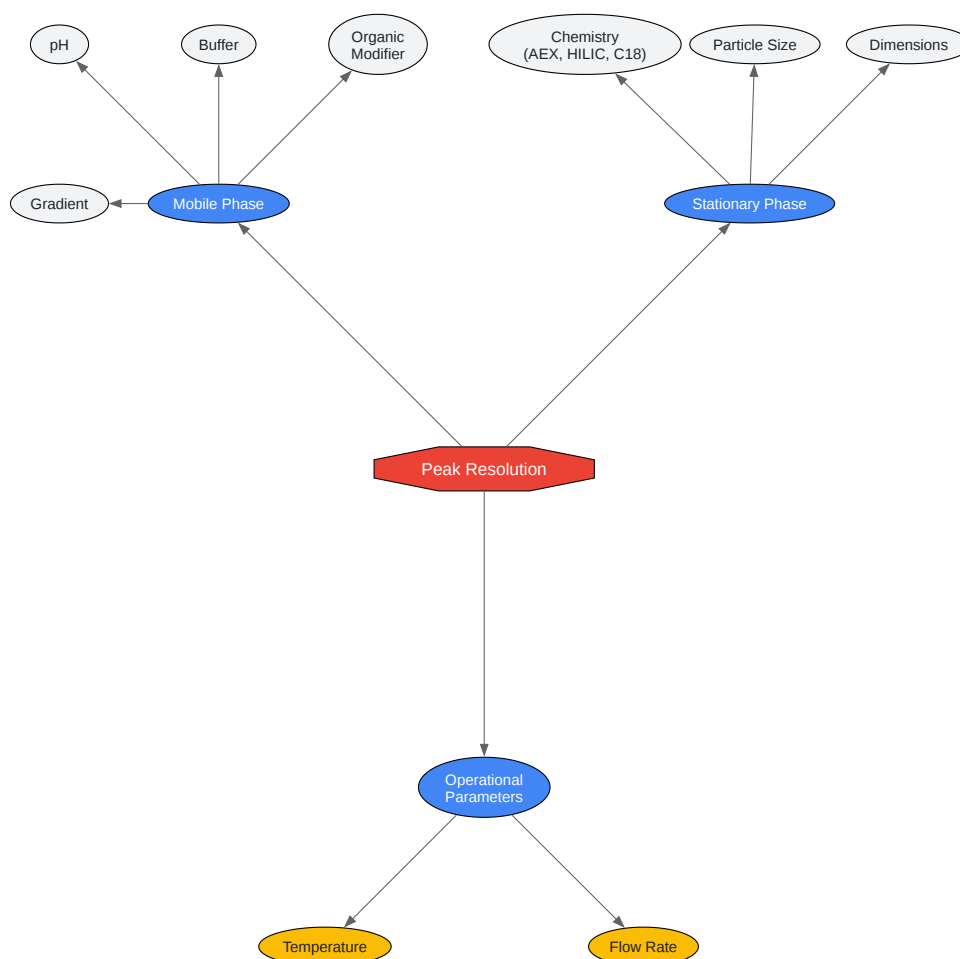 pH
Buffer
Organic
Modifier
Chemistry
(AEX, HILIC, C18)
Particle Size
Dimensions
Gradient
Mobile Phase
Stationary Phase
Peak Resolution
Operational
Parameters
Temperature
Flow Rate